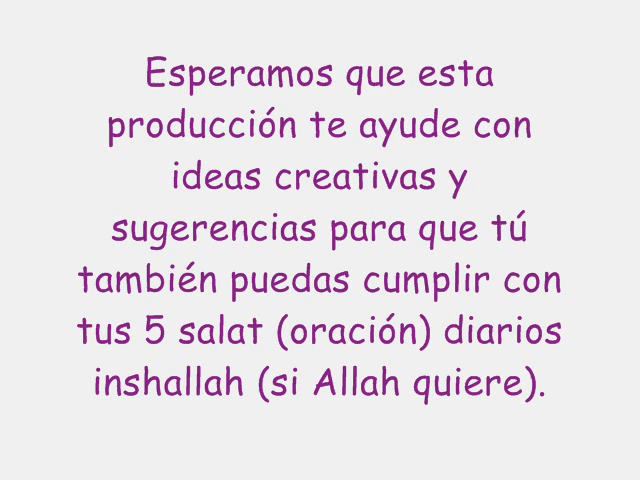 Esperamos que esta
producción te ayude con
ideas creativas y
sugerencias para que tú
también puedas cumplir con
tus 5 salat (oración) diarios
inshallah (si Allah quiere).